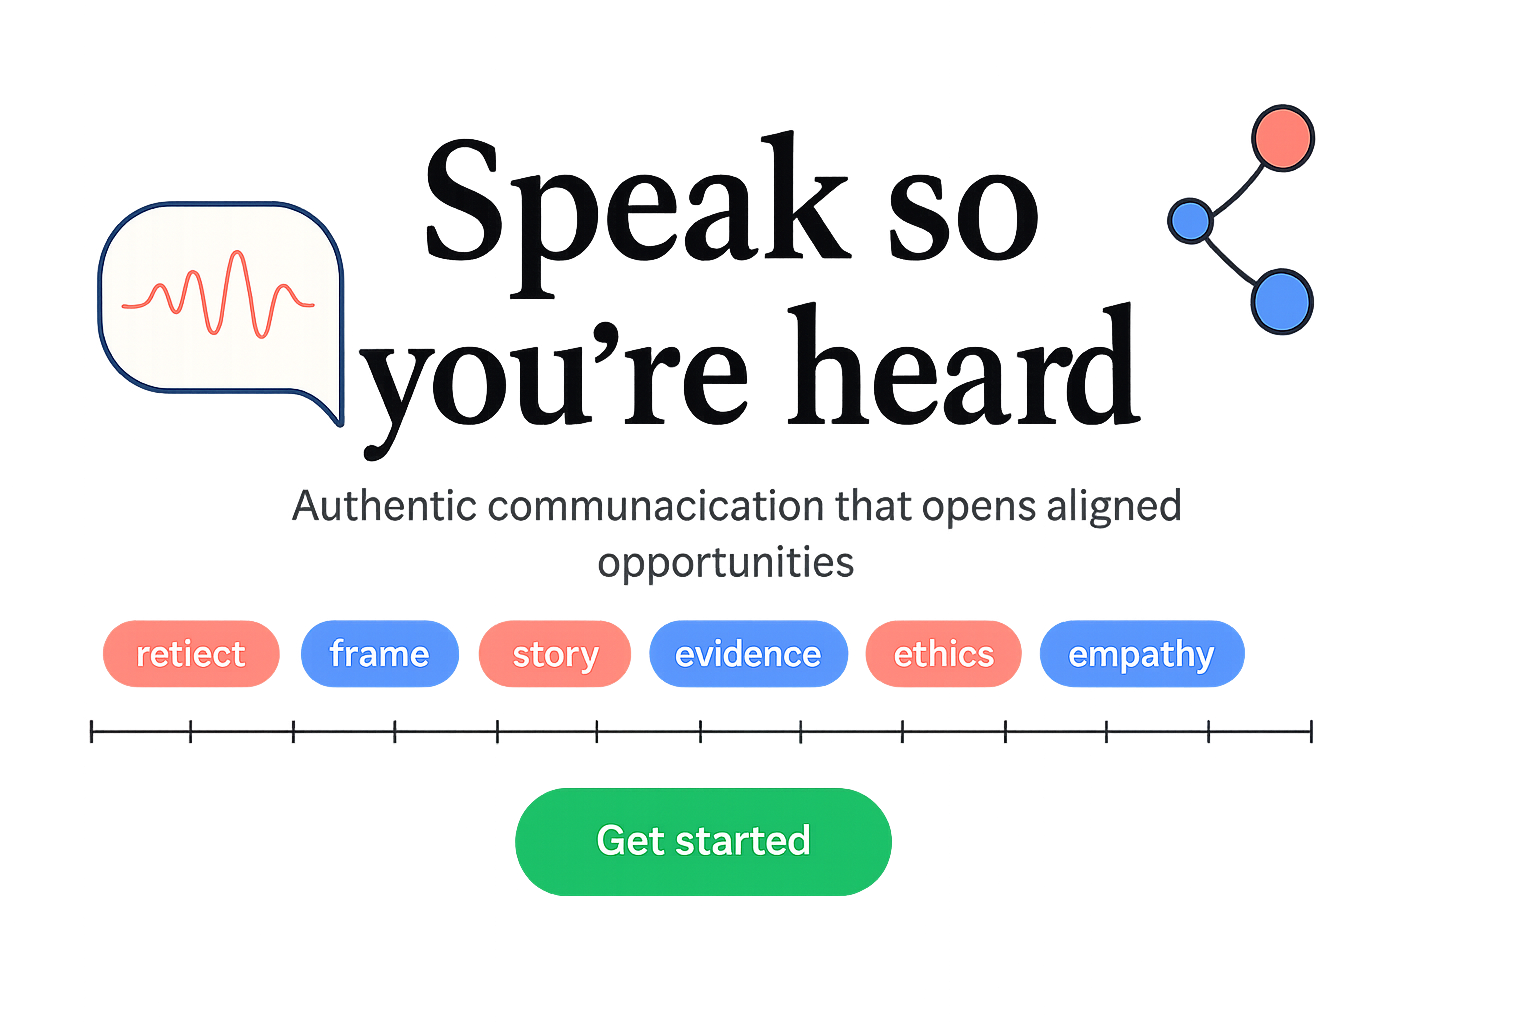 Speak so
you’re heard
Authentic communacication that opens aligned
opportunities
retiect frame story evidence ethics empathy
Get started